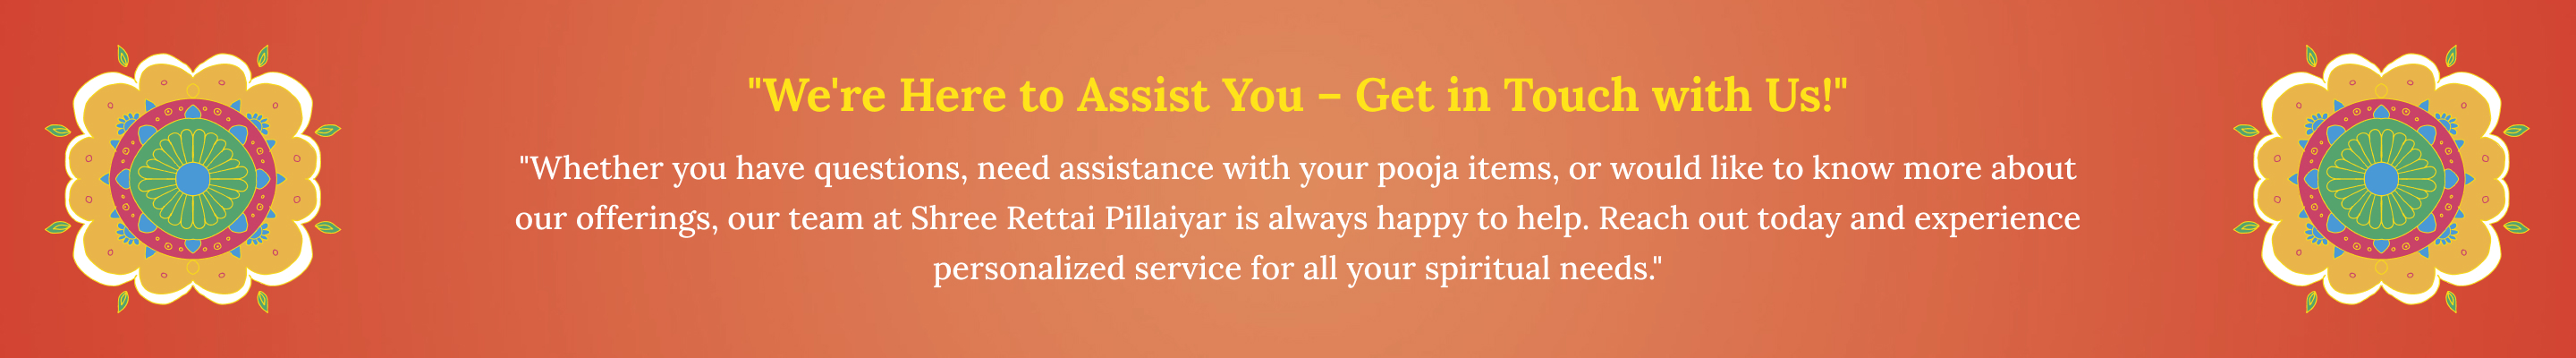 "We're Here to Assist You – Get in Touch with Us!"
"Whether you have questions, need assistance with your pooja items, or would like to know more about
our offerings, our team at Shree Rettai Pillaiyar is always happy to help. Reach out today and experience
personalized service for all your spiritual needs."